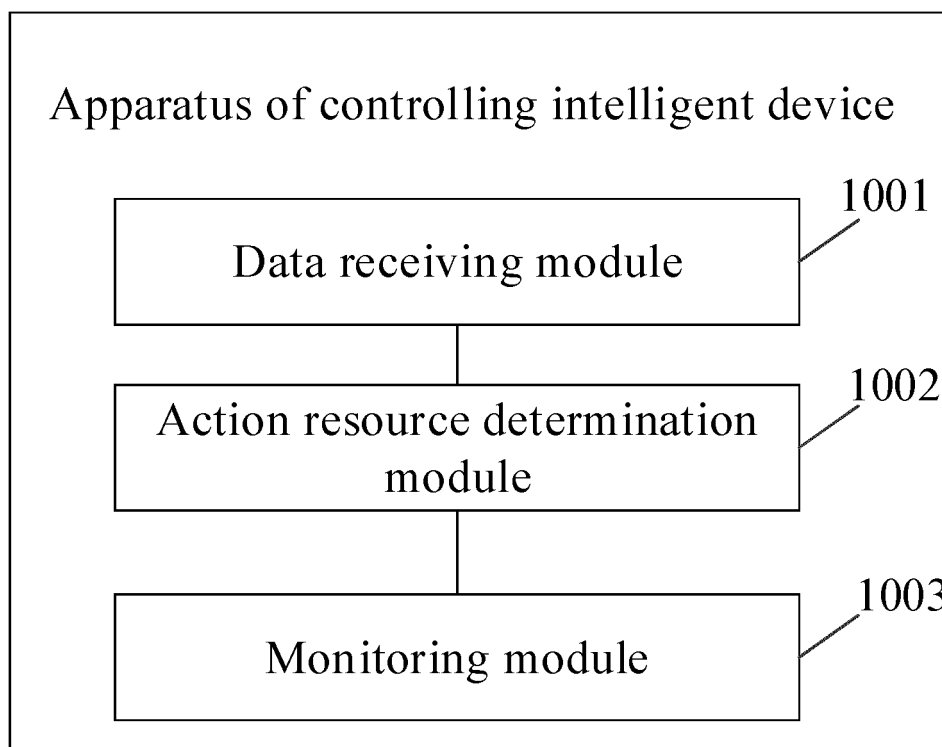 Apparatus of controlling intelligent device
1001
Data receiving module
1002
Action resource determination
module
1003
Monitoring module